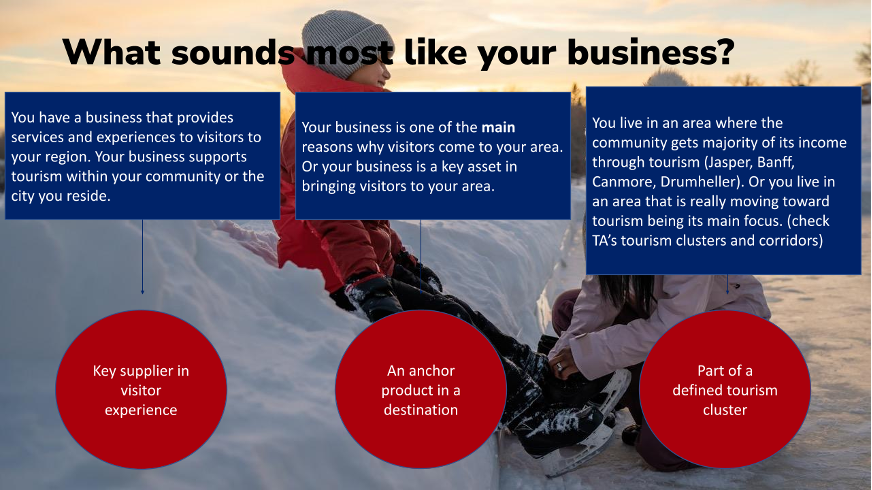 What sounds most like your business?
You have a business that provides
services and experiences to visitors to
your region. Your business supports
tourism within your community or the
city you reside.
Your business is one of the main
reasons why visitors come to your area.
Or your business is a key asset in
bringing visitors to your area.
You live in an area where the
community gets majority of its income
through tourism (Jasper, Banff,
Canmore, Drumheller). Or you live in
an area that is really moving toward
tourism being its main focus. (check
TA’s tourism clusters and corridors)
Key supplier in
visitor
experience
An anchor
product in a
destination
Part of a
defined tourism
cluster